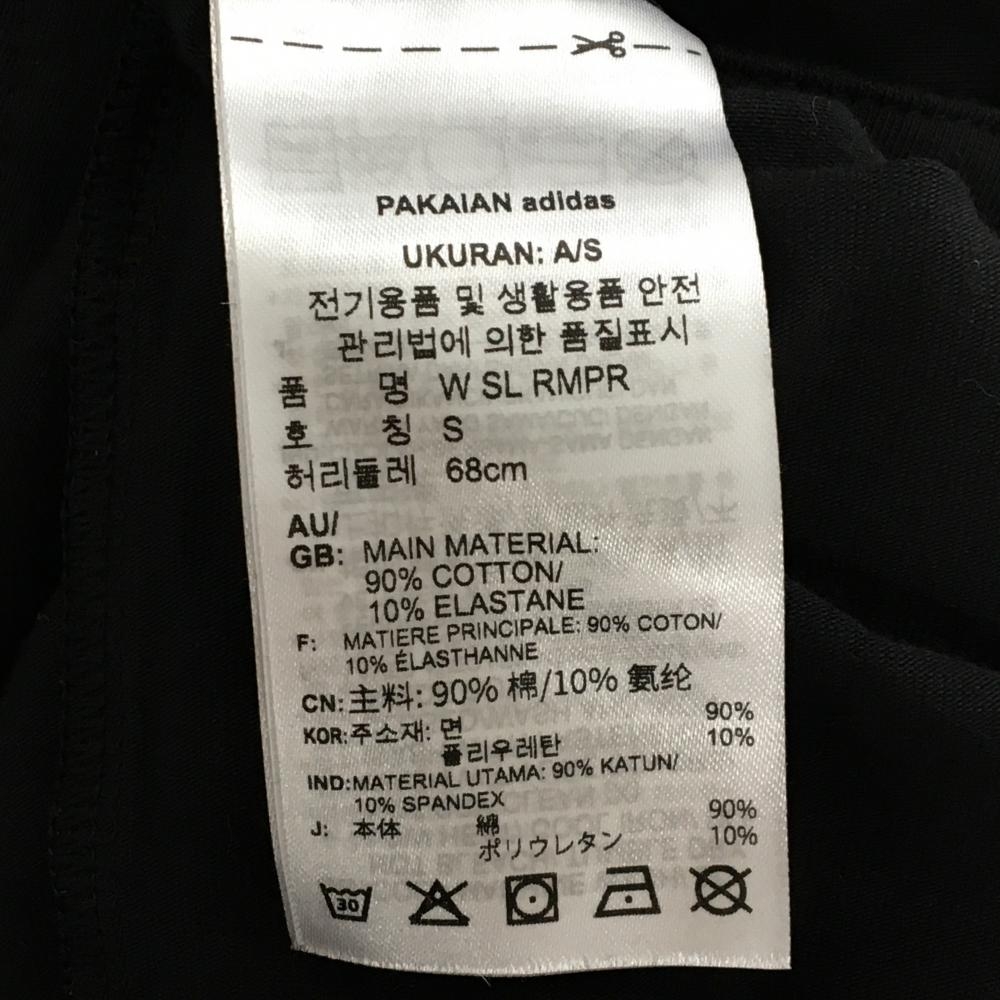 PAKAIAN adidas
UKURAN: A/S
전기용품 및 생활용품 안전
관리법에 의한 품질표시
품 명 W SL RMPR
호 칭 S
허리둘레 68cm
AU/
GB: MAIN MATERIAL:
90% COTTON/
10% ELASTANE
F: MATIERE PRINCIPALE: 90% COTON/
10% ÉLASTHANNE
CN: 主料: 90% 棉/10% 氨纶
KOR: 주소재: 면 90%
폴리우레탄 10%
IND: MATERIAL UTAMA: 90% KATUN/
10% SPANDEX
J: 本体 綿 90%
ポリウレタン 10%
30